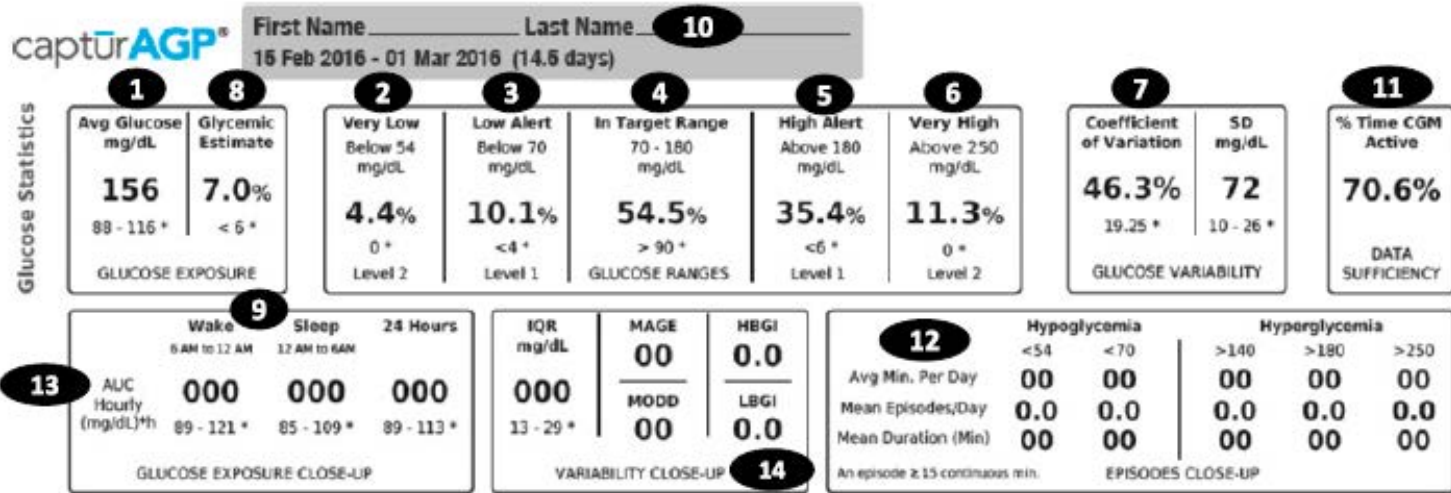 captūrAGP®
First Name Last Name 10
15 Feb 2016 - 01 Mar 2016 (14.5 days)
Glucose Statistics
1 8 2 3 4 5 6 7 11
Avg Glucose mg/dL
156
88 - 116 *
Glycemic Estimate
7.0%
< 6 *
GLUCOSE EXPOSURE
Very Low
Below 54 mg/dL
4.4%
0 *
Level 2
Low Alert
Below 70 mg/dL
10.1%
<4 *
Level 1
In Target Range
70 - 180 mg/dL
54.5%
> 90 *
GLUCOSE RANGES
High Alert
Above 180 mg/dL
35.4%
<6 *
Level 1
Very High
Above 250 mg/dL
11.3%
0 *
Level 2
Coefficient of Variation
46.3%
19.25 *
SD mg/dL
72
10 - 26 *
GLUCOSE VARIABILITY
% Time CGM Active
70.6%
DATA SUFFICIENCY
9
Wake Sleep 24 Hours
6 AM to 12 AM 12 AM to 6AM
13
AUC Hourly (mg/dL)*h
000 000 000
89 - 121 * 85 - 109 * 89 - 113 *
GLUCOSE EXPOSURE CLOSE-UP
IQR mg/dL
000
13 - 29 *
MAGE
00
MODD
00
HBGI
0.0
LBGI
0.0
VARIABILITY CLOSE-UP 14
12
Hypoglycemia Hyperglycemia
<54 <70 >140 >180 >250
Avg Min. Per Day 00 00 00 00 00
Mean Episodes/Day 0.0 0.0 0.0 0.0 0.0
Mean Duration (Min) 00 00 00 00 00
An episode ≥ 15 continuous min. EPISODES CLOSE-UP